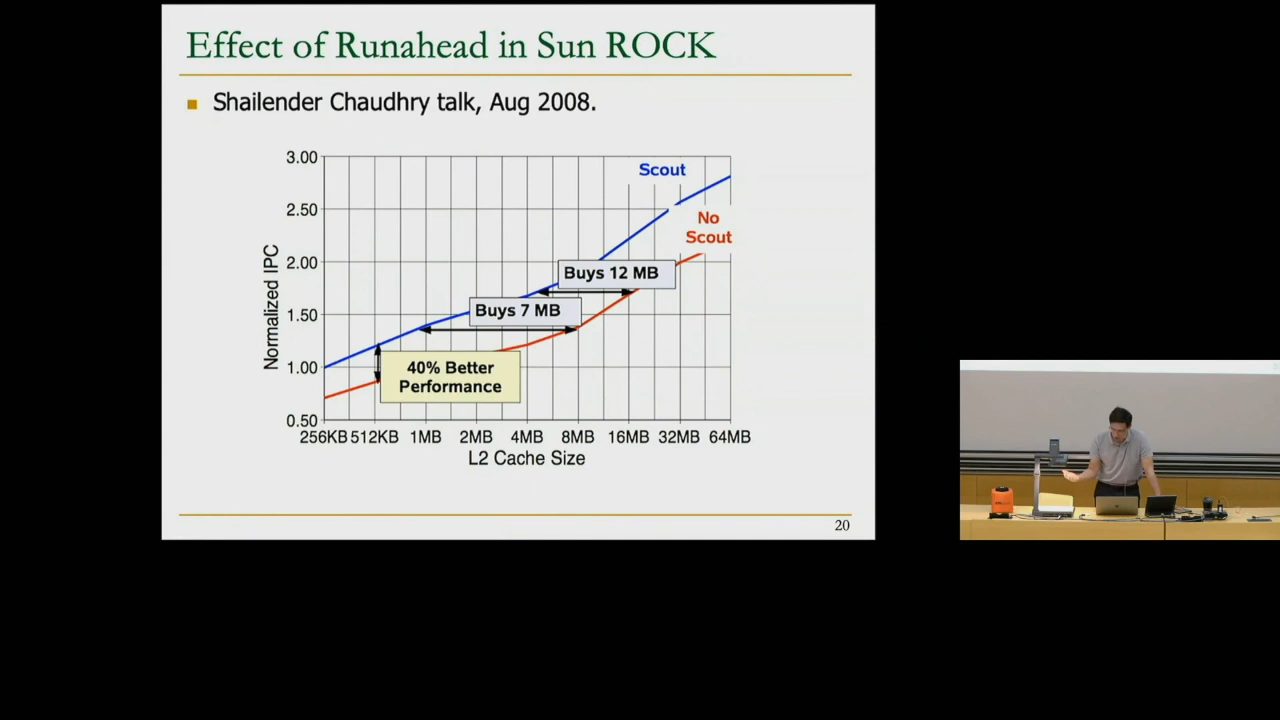 Effect of Runahead in Sun ROCK
Shailender Chaudhry talk, Aug 2008.
3.00
2.50
2.00
1.50
1.00
0.50
Normalized IPC
Scout
No
Scout
Buys 12 MB
Buys 7 MB
40% Better
Performance
256KB 512KB 1MB 2MB 4MB 8MB 16MB 32MB 64MB
L2 Cache Size
20